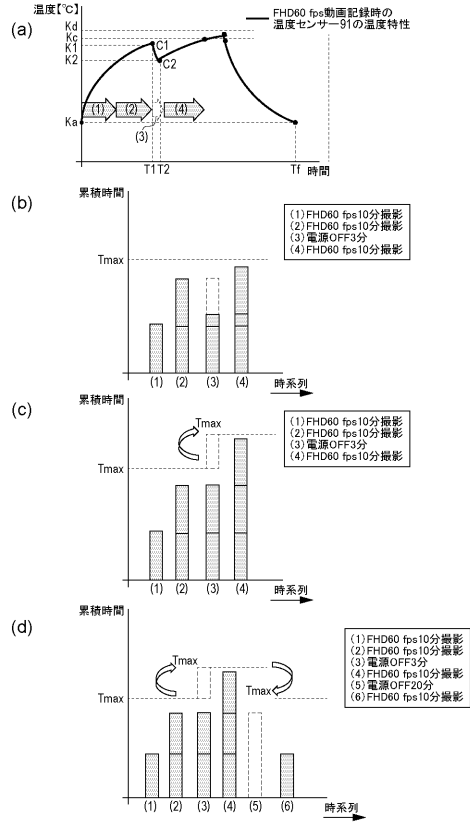 (a)
温度【℃】
FHD60 fps動画記録時の
温度センサー91の温度特性
Kd
Kc
K1
K2
Ka
C1
C2
(1)
(2)
(3)
(4)
T1
T2
Tf
時間
(b)
累積時間
Tmax
(1)FHD60 fps10分撮影
(2)FHD60 fps10分撮影
(3)電源OFF3分
(4)FHD60 fps10分撮影
(1)
(2)
(3)
(4)
時系列
(c)
累積時間
Tmax
Tmax
(1)FHD60 fps10分撮影
(2)FHD60 fps10分撮影
(3)電源OFF3分
(4)FHD60 fps10分撮影
(1)
(2)
(3)
(4)
時系列
(d)
累積時間
Tmax
Tmax
Tmax
(1)FHD60 fps10分撮影
(2)FHD60 fps10分撮影
(3)電源OFF3分
(4)FHD60 fps10分撮影
(5)電源OFF20分
(6)FHD60 fps10分撮影
(1)
(2)
(3)
(4)
(5)
(6)
時系列